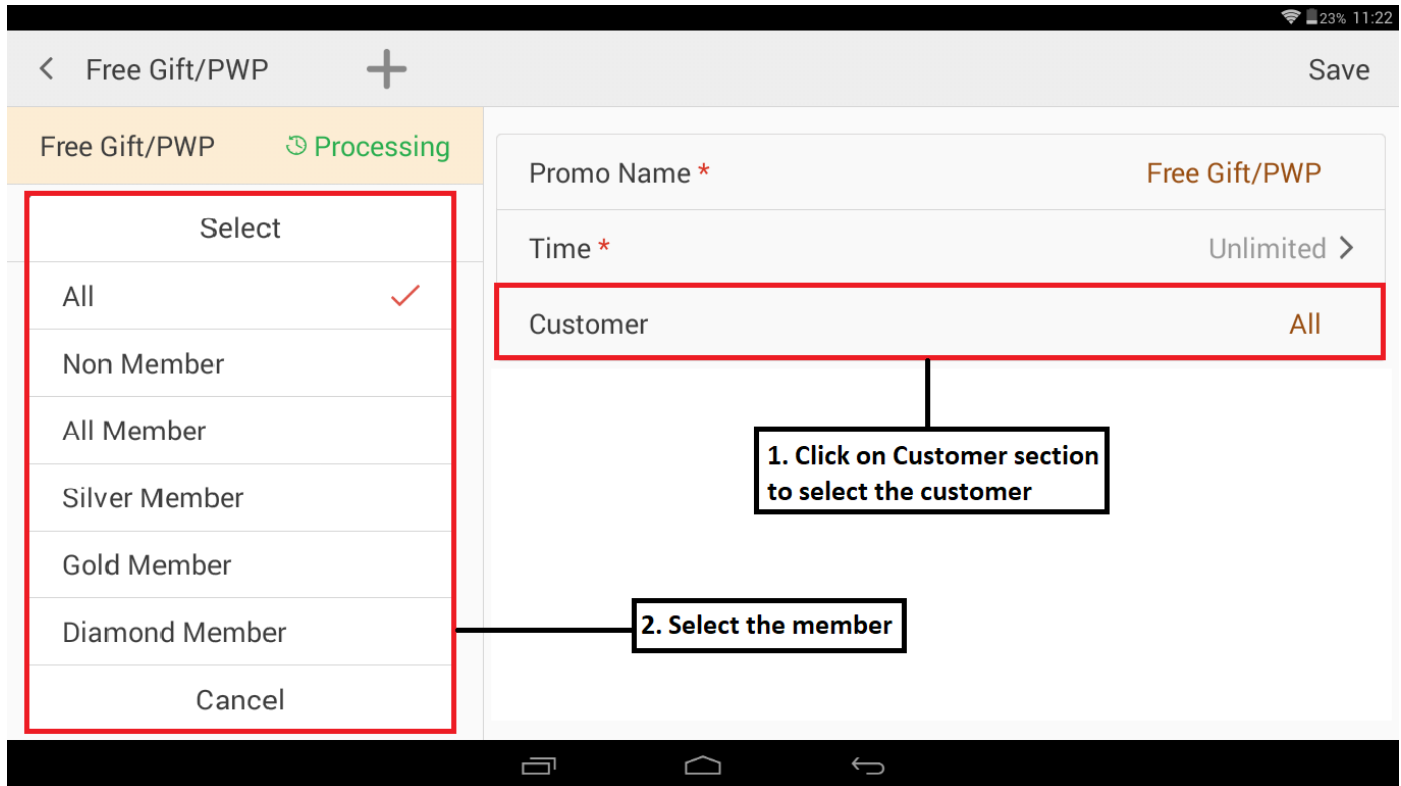 23% 11:22
Free Gift/PWP
Save
Free Gift/PWP Processing
Select
All
Non Member
All Member
Silver Member
Gold Member
Diamond Member
Cancel
Promo Name * Free Gift/PWP
Time * Unlimited
Customer All
1. Click on Customer section
to select the customer
2. Select the member